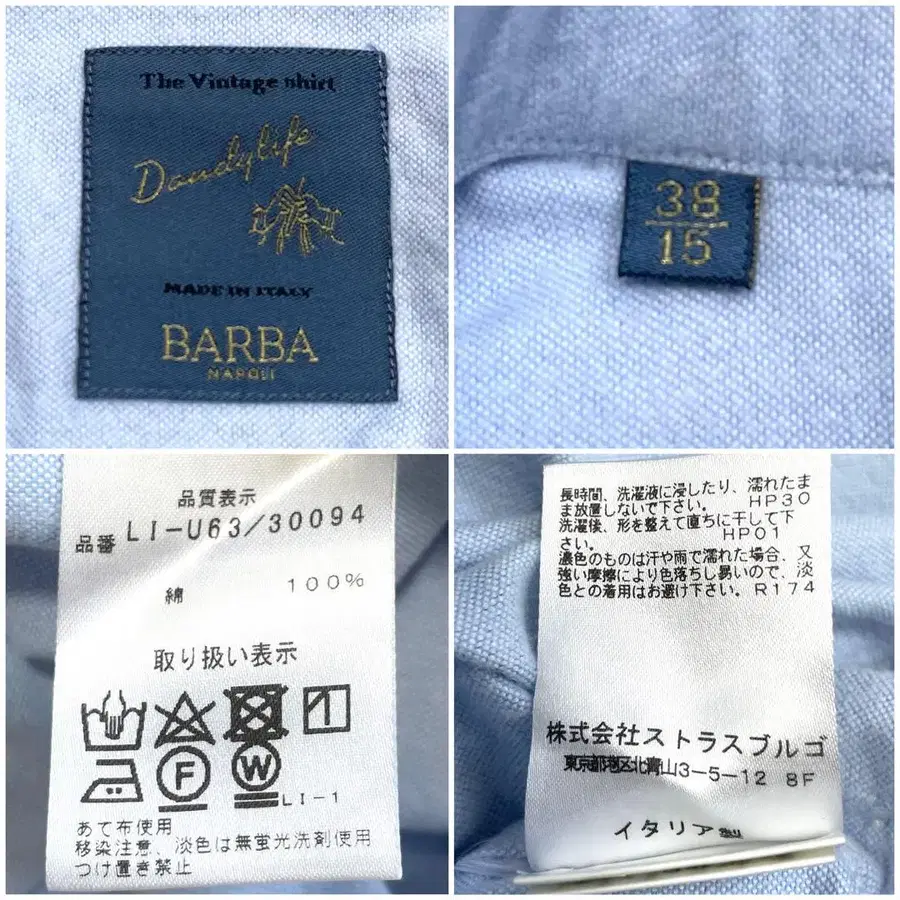 The Vintage shirt
Dandylife
MADE IN ITALY
BARBA
NAPOLI
38
15
品質表示
品番 LI-U63/30094
綿 100%
取り扱い表示
F
W
LI-1
あて布使用
移染注意、淡色は無蛍光洗剤使用
つけ置き禁止
長時間、洗濯液に浸したり、濡れたま
ま放置しないで下さい。 HP30
洗濯後、形を整えて直ちに干して下
さい。 HP01
濃色のものは汗や雨で濡れた場合、又
強い摩擦により色落ちし易いので、淡
色との着用はお避け下さい。R174
株式会社ストラスブルゴ
東京都港区北青山3-5-12 8F
イタリア製